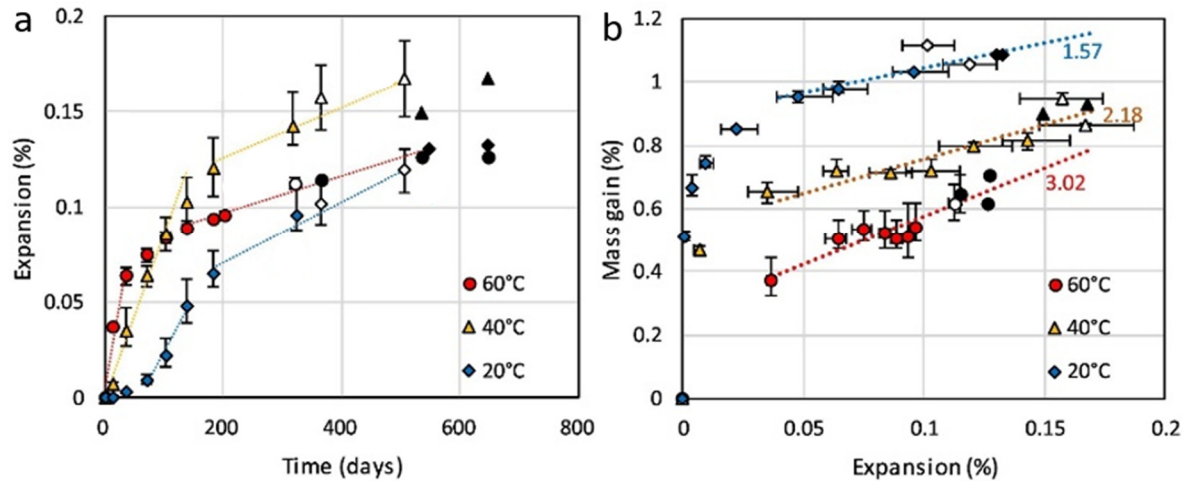 a
0.2
0.15
0.1
0.05
0
Expansion (%)
0
200
400
600
800
Time (days)
60°C
40°C
20°C
b
1.2
1
0.8
0.6
0.4
0.2
0
Mass gain (%)
0
0.05
0.1
0.15
0.2
Expansion (%)
1.57
2.18
3.02
60°C
40°C
20°C